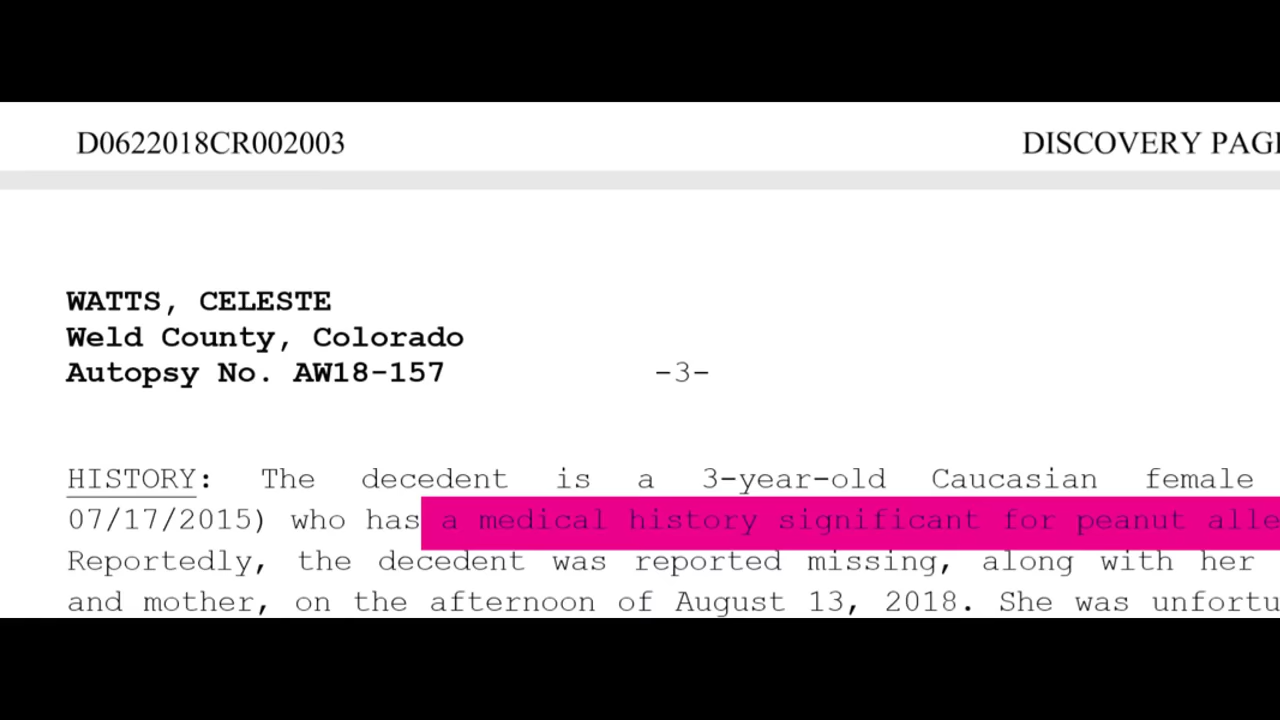 D0622018CR002003 DISCOVERY PAGE
WATTS, CELESTE
Weld County, Colorado
Autopsy No. AW18-157 -3-
HISTORY: The decedent is a 3-year-old Caucasian female
07/17/2015) who has a medical history significant for peanut alle
Reportedly, the decedent was reported missing, along with her
and mother, on the afternoon of August 13, 2018. She was unfortu